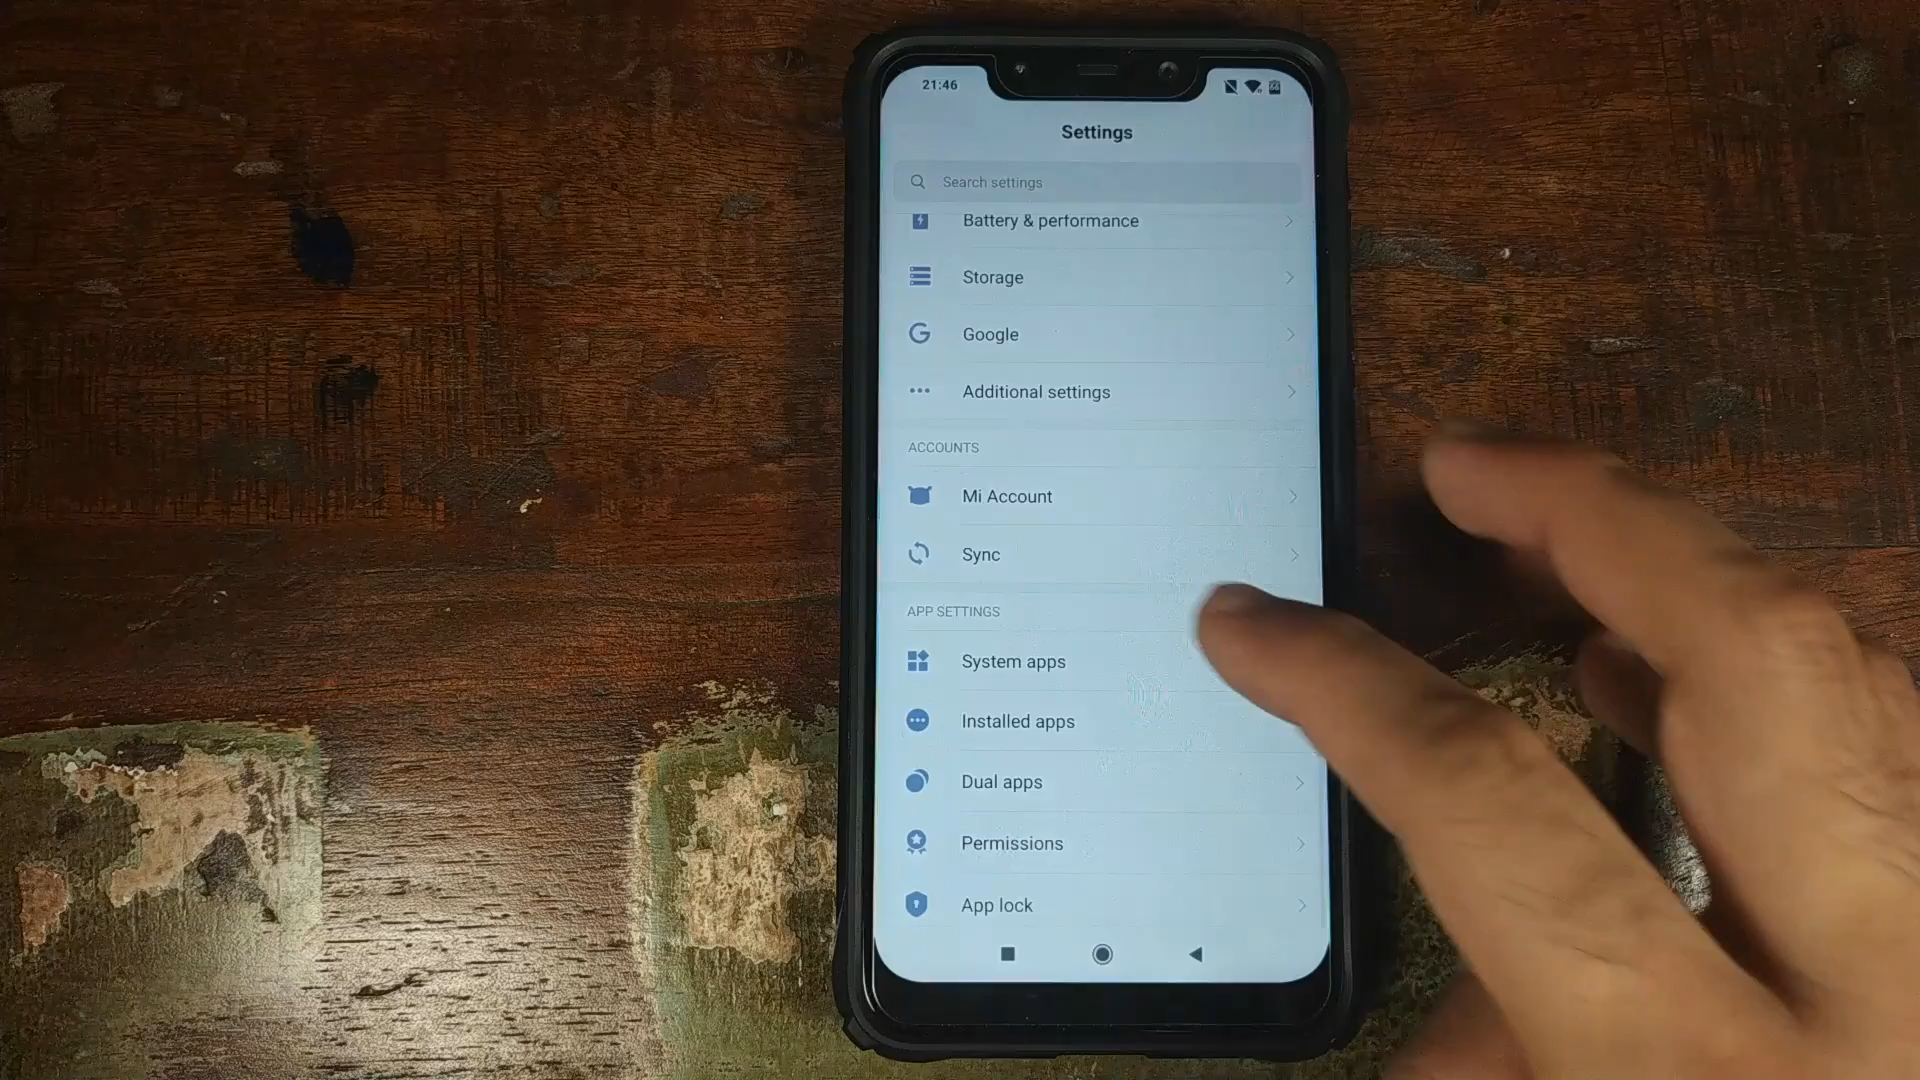 21:46
Settings
Search settings
Battery & performance
Storage
Google
Additional settings
ACCOUNTS
Mi Account
Sync
APP SETTINGS
System apps
Installed apps
Dual apps
Permissions
App lock